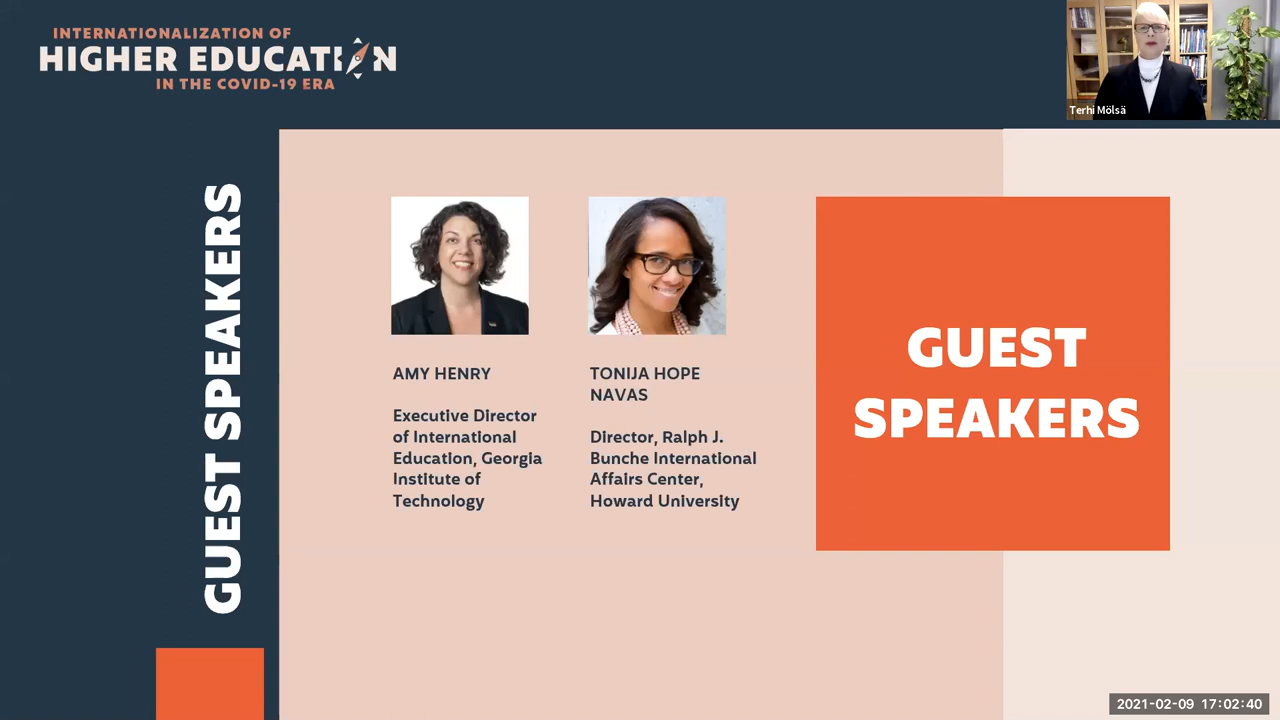 INTERNATIONALIZATION OF
HIGHER EDUCATION
IN THE COVID-19 ERA
Terhi Mölsä
GUEST SPEAKERS
AMY HENRY
Executive Director
of International
Education, Georgia
Institute of
Technology
TONIJA HOPE
NAVAS
Director, Ralph J.
Bunche International
Affairs Center,
Howard University
GUEST
SPEAKERS
2021-02-09 17:02:40